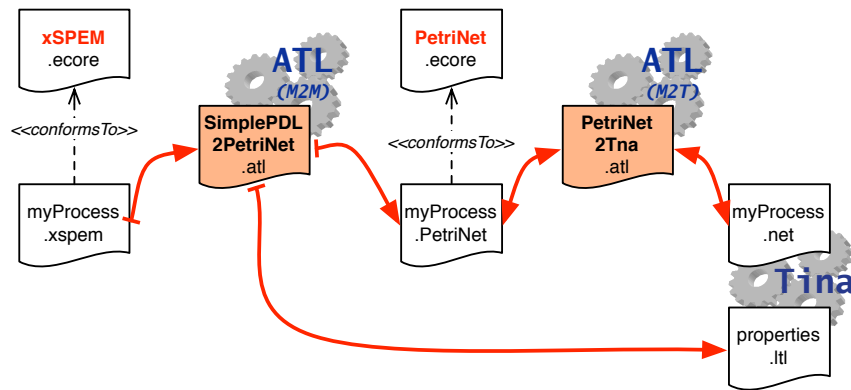 xSPEM
.ecore
PetriNet
.ecore
ATL
(M2M)
ATL
(M2T)
<<conformsTo>>
SimplePDL
2PetriNet
.atl
<<conformsTo>>
PetriNet
2Tna
.atl
myProcess
.xspem
myProcess
.PetriNet
myProcess
.net
Tina
properties
.ltl